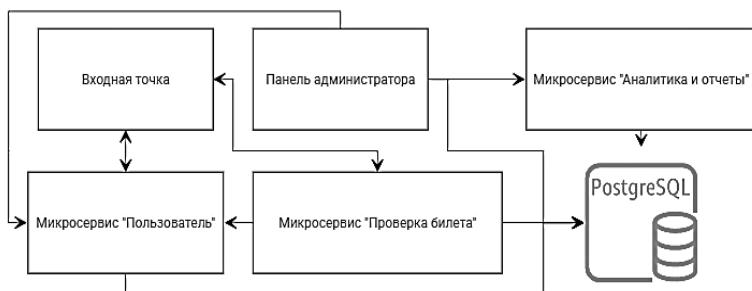 Входная точка
Панель администратора
Микросервис "Аналитика и отчеты"
PostgreSQL
Микросервис "Пользователь"
Микросервис "Проверка билета"